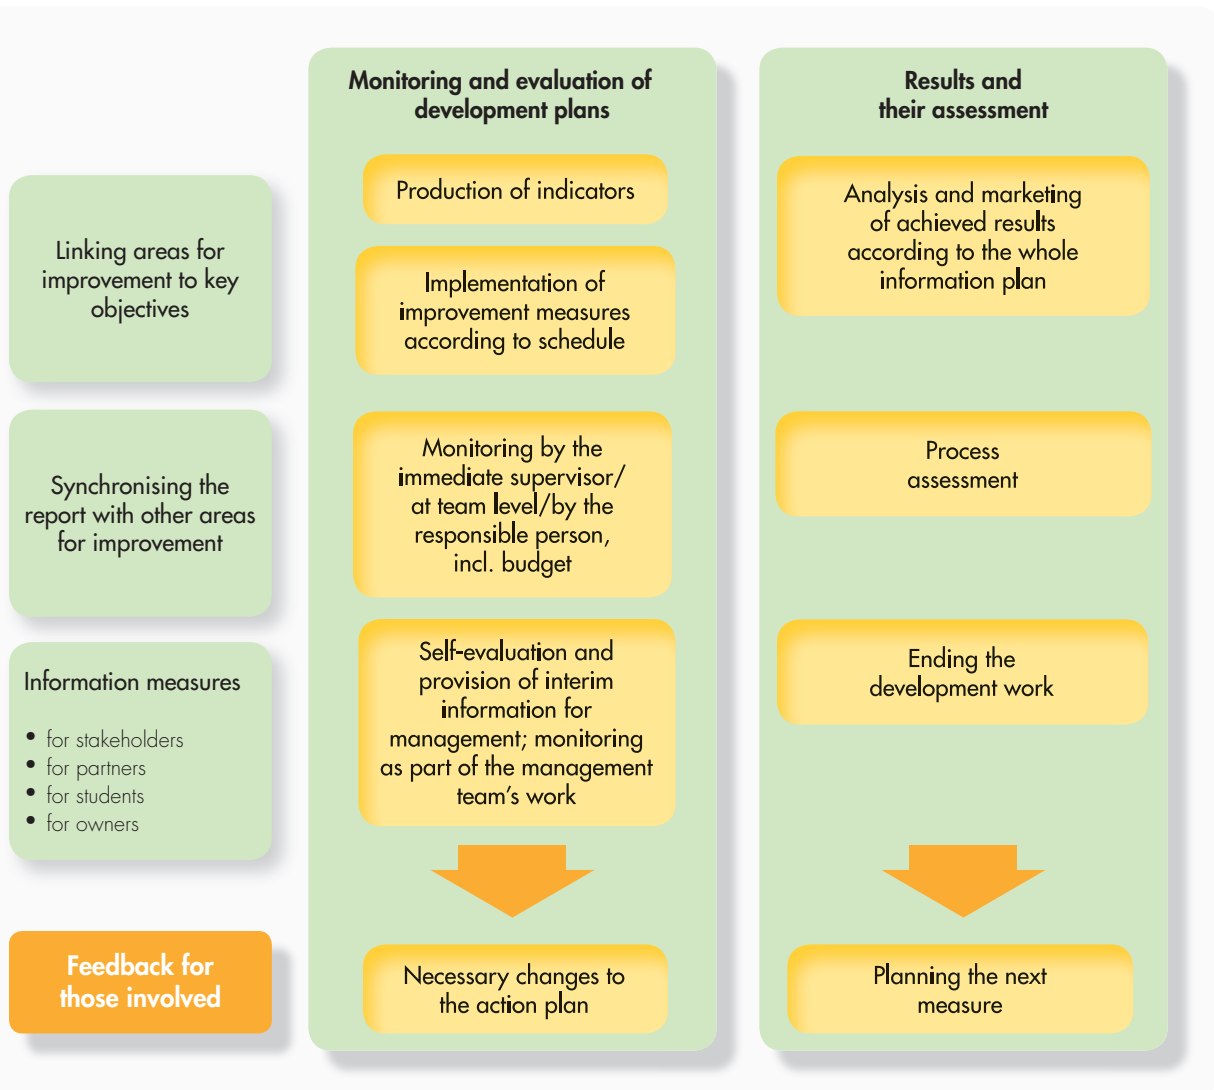 Linking areas for
improvement to key
objectives
Synchronising the
report with other areas
for improvement
Information measures
• for stakeholders
• for partners
• for students
• for owners
Feedback for
those involved
Monitoring and evaluation of
development plans
Production of indicators
Implementation of
improvement measures
according to schedule
Monitoring by the
immediate supervisor/
at team level/by the
responsible person,
incl. budget
Self-evaluation and
provision of interim
information for
management; monitoring
as part of the management
team’s work
Necessary changes to
the action plan
Results and
their assessment
Analysis and marketing
of achieved results
according to the whole
information plan
Process
assessment
Ending the
development work
Planning the next
measure